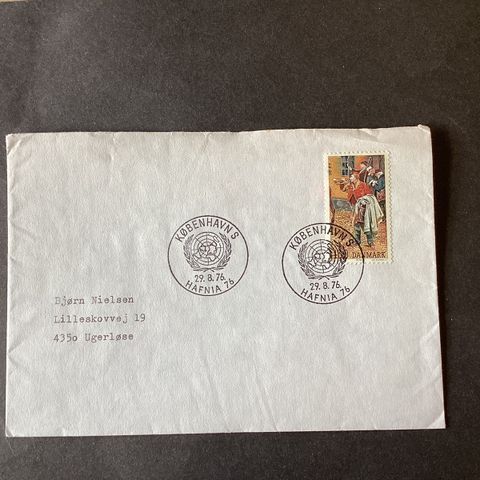 KØBENHAVN S
29.8.76.
HAFNIA 76
KØBENHAVN S
29.8.76.
HAFNIA 76
DANMARK
Bjørn Nielsen
Lilleskovvej 19
435o Ugerløse